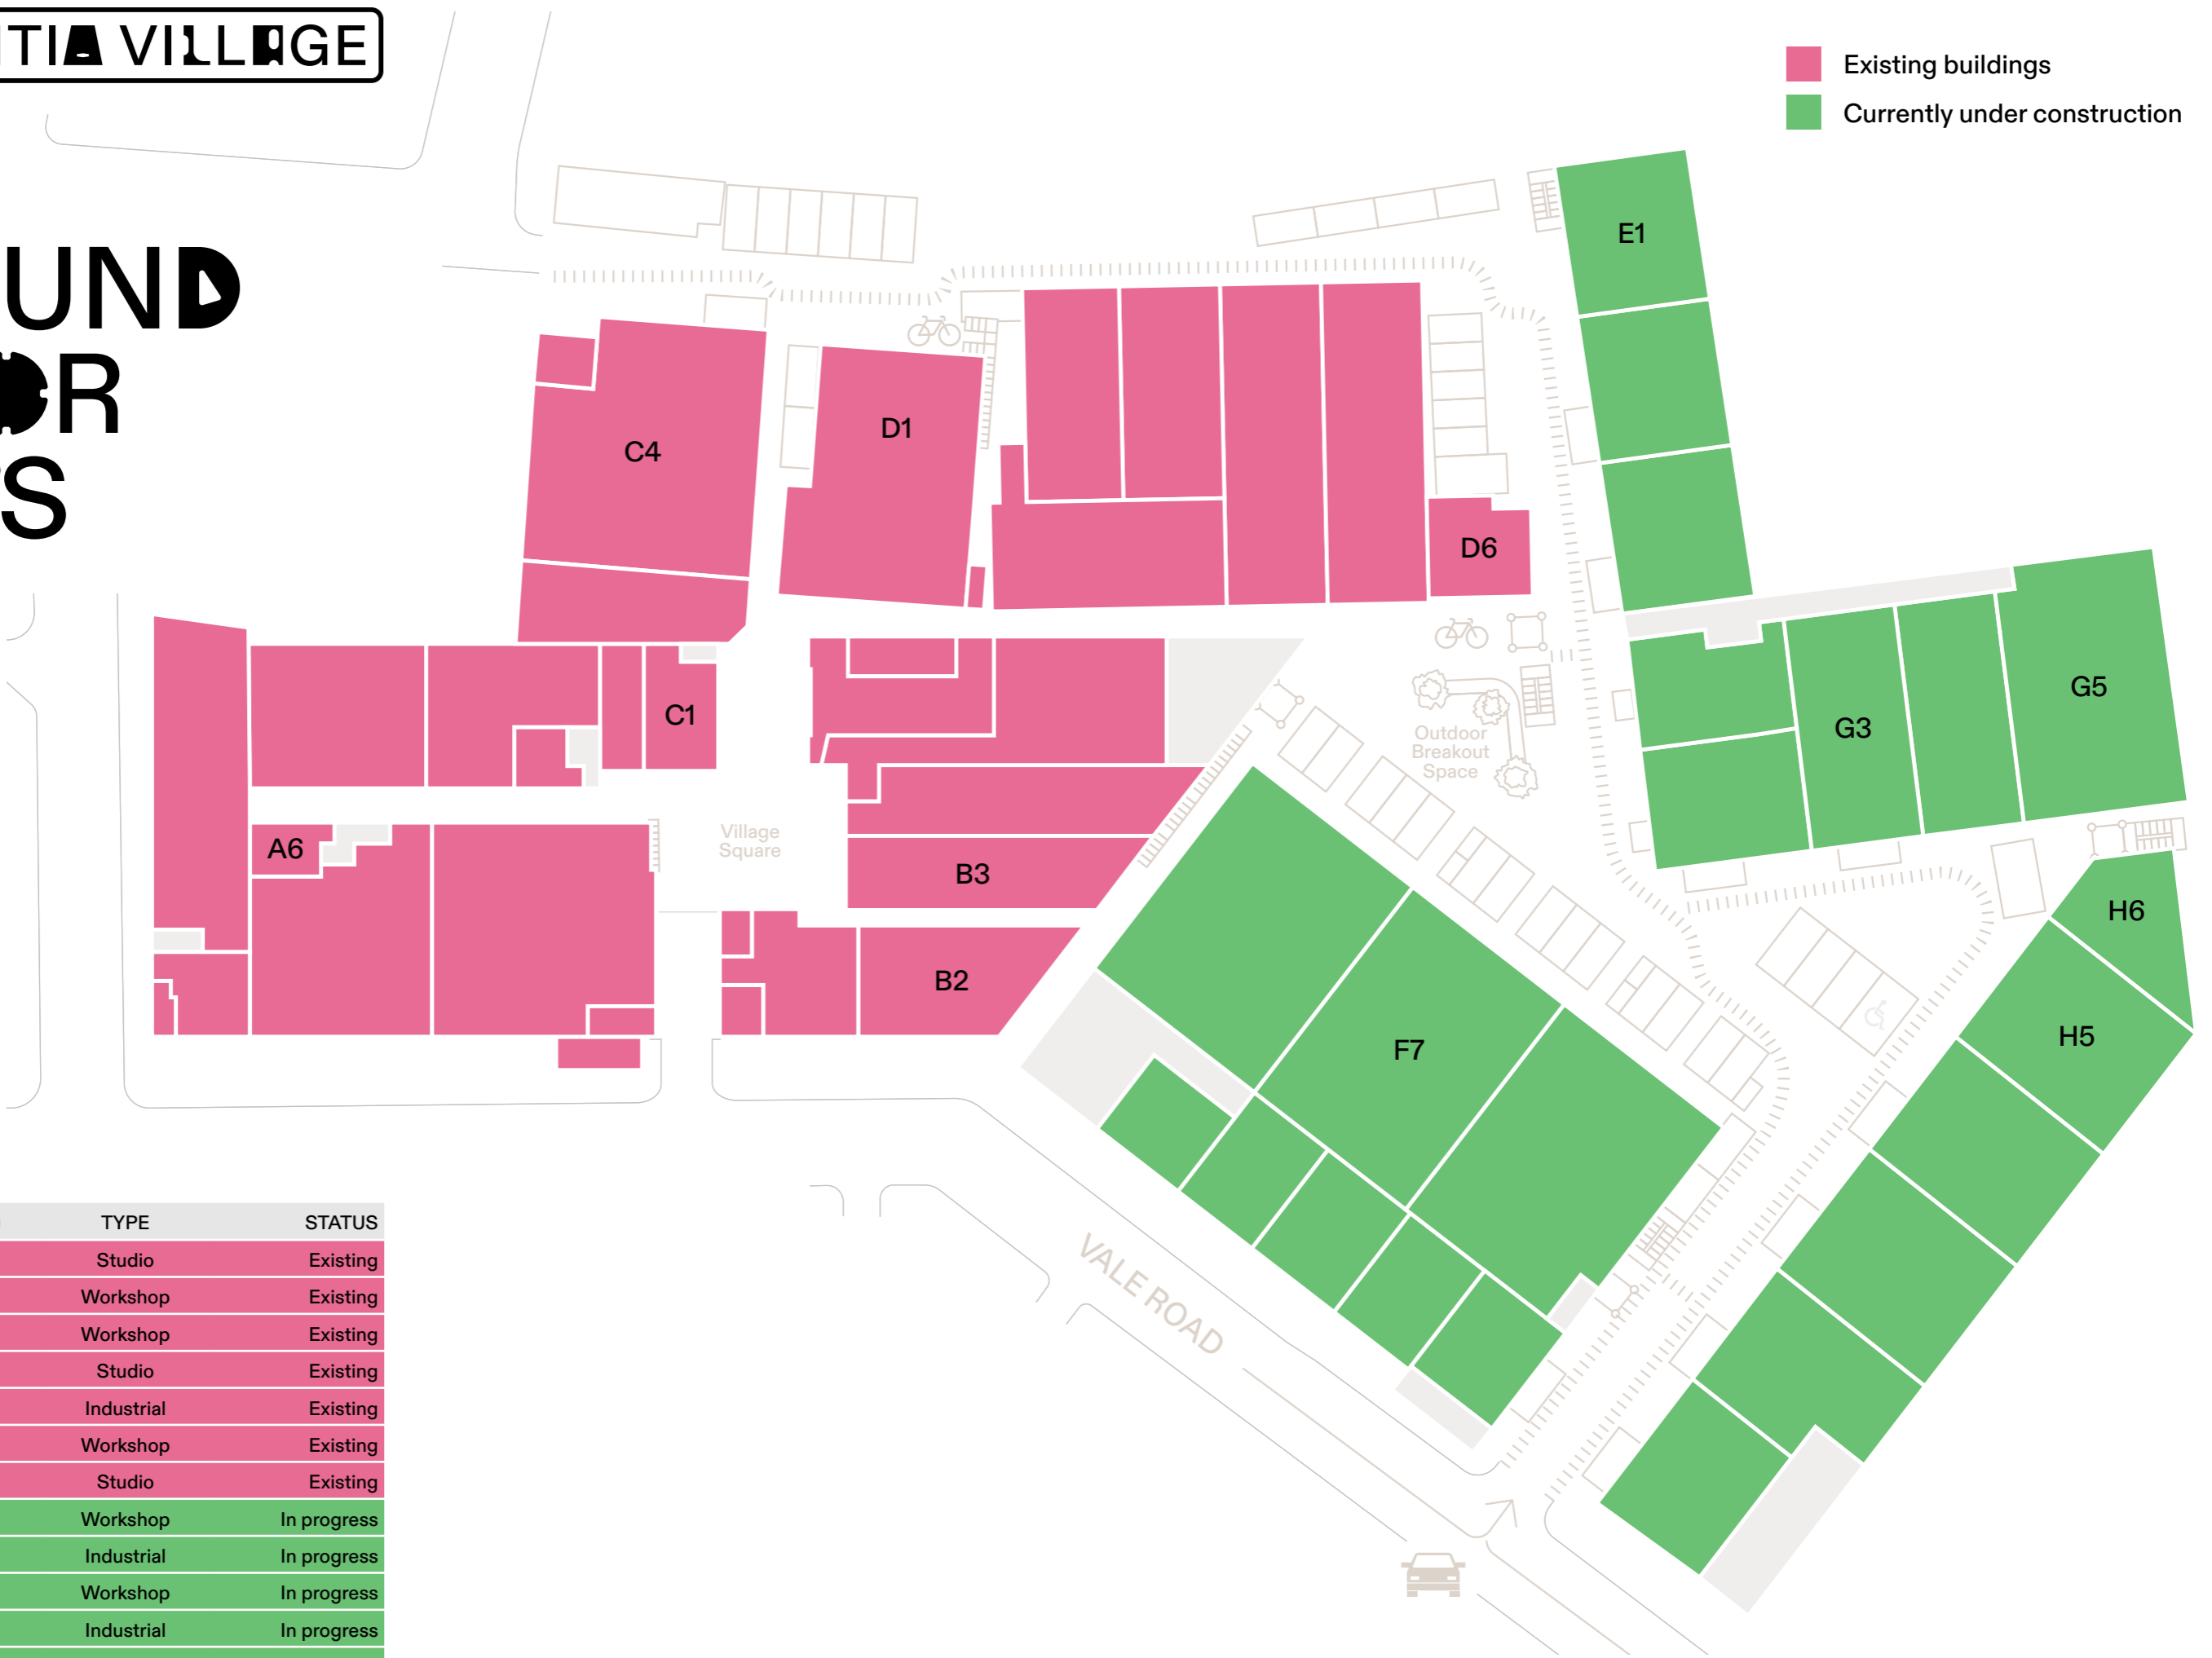 TIA VILLAGE
Existing buildings
Currently under construction
UND
OR
S
E1
C4
D1
D6
C1
G5
G3
A6
Village
Square
Outdoor
Breakout
Space
B3
B2
H6
H5
F7
VALE ROAD
TYPE STATUS
Studio Existing
Workshop Existing
Workshop Existing
Studio Existing
Industrial Existing
Workshop Existing
Studio Existing
Workshop In progress
Industrial In progress
Workshop In progress
Industrial In progress